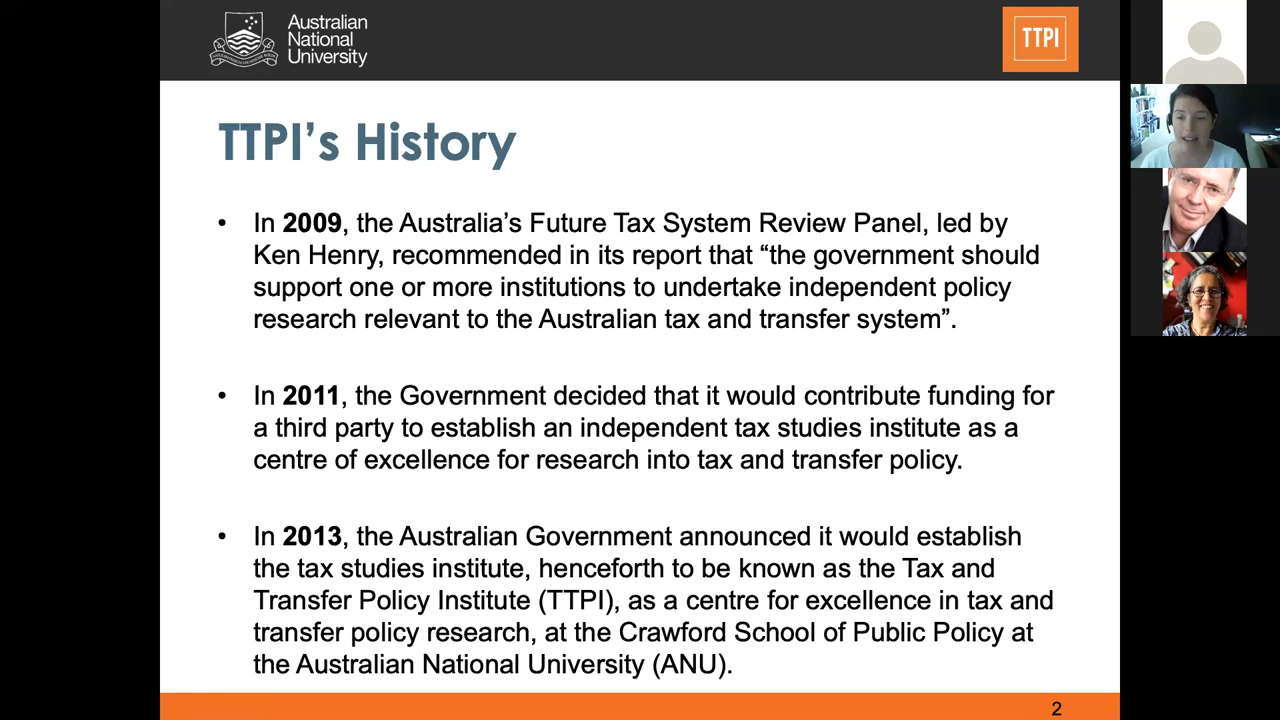 Australian
National
University
TTPI
TTPI’s History
• In 2009, the Australia’s Future Tax System Review Panel, led by
Ken Henry, recommended in its report that “the government should
support one or more institutions to undertake independent policy
research relevant to the Australian tax and transfer system”.
• In 2011, the Government decided that it would contribute funding for
a third party to establish an independent tax studies institute as a
centre of excellence for research into tax and transfer policy.
• In 2013, the Australian Government announced it would establish
the tax studies institute, henceforth to be known as the Tax and
Transfer Policy Institute (TTPI), as a centre for excellence in tax and
transfer policy research, at the Crawford School of Public Policy at
the Australian National University (ANU).
2